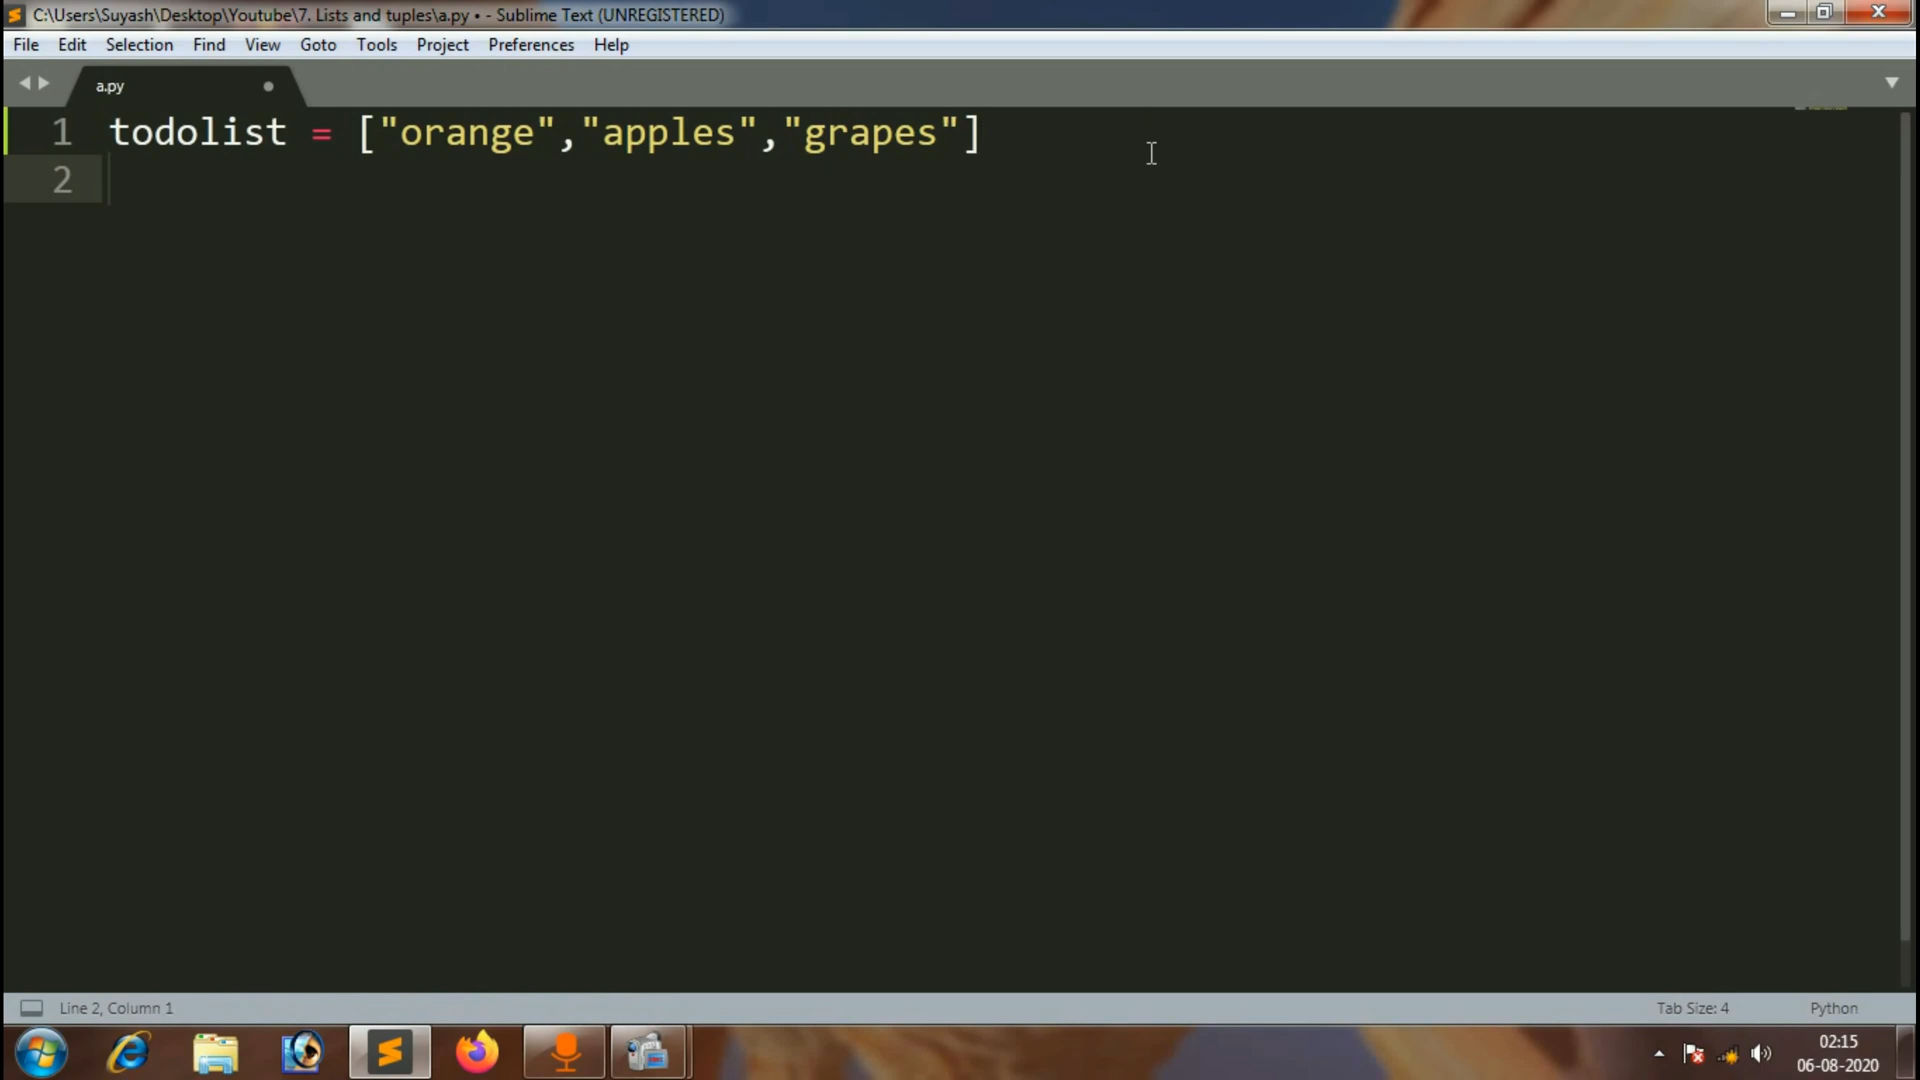 C:\Users\Suyash\Desktop\Youtube\7. Lists and tuples\a.py • - Sublime Text (UNREGISTERED)
File Edit Selection Find View Goto Tools Project Preferences Help
a.py
1 todolist = ["orange","apples","grapes"]
2
Line 2, Column 1 Tab Size: 4 Python
02:15
06-08-2020